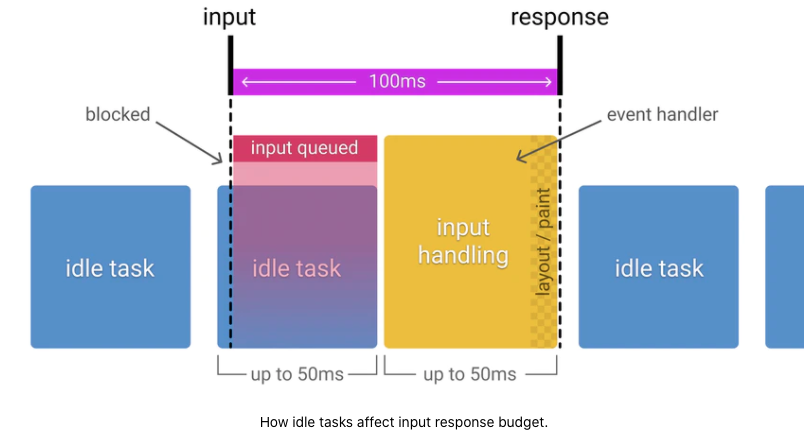 input
response
100ms
blocked
event handler
input queued
idle task
idle task
input
handling
layout / paint
idle task
up to 50ms
up to 50ms
How idle tasks affect input response budget.